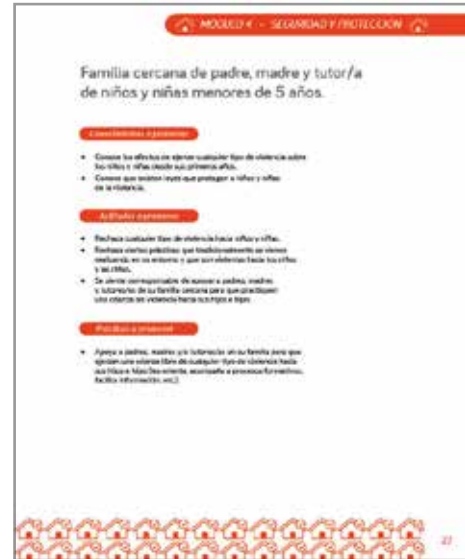 MÓDULO 4 - SEGURIDAD Y PROTECCIÓN
Familia cercana de padre, madre y tutor/a
de niños y niñas menores de 5 años.
Conocimientos a promover
• Conoce los efectos de ejercer cualquier tipo de violencia sobre
los niños y niñas desde sus primeros años.
• Conoce que existen leyes que protegen a niños y niñas
de la violencia.
Actitudes a promover
• Rechaza cualquier tipo de violencia hacia niños y niñas.
• Rechaza ciertas prácticas que tradicionalmente se vienen
realizando en su entorno y que son violentas hacia los niños
y las niñas.
• Se siente corresponsable de apoyar a padres, madres
y tutores/as de su familia cercana para que practiquen
una crianza sin violencia hacia sus hijos e hijas.
Prácticas a promover
• Apoya a padres, madres y/o tutores/as en su familia para que
ejerzan una crianza libre de cualquier tipo de violencia hacia
sus hijos e hijas (les orienta, acompaña a procesos formativos,
facilita información, etc.).
27